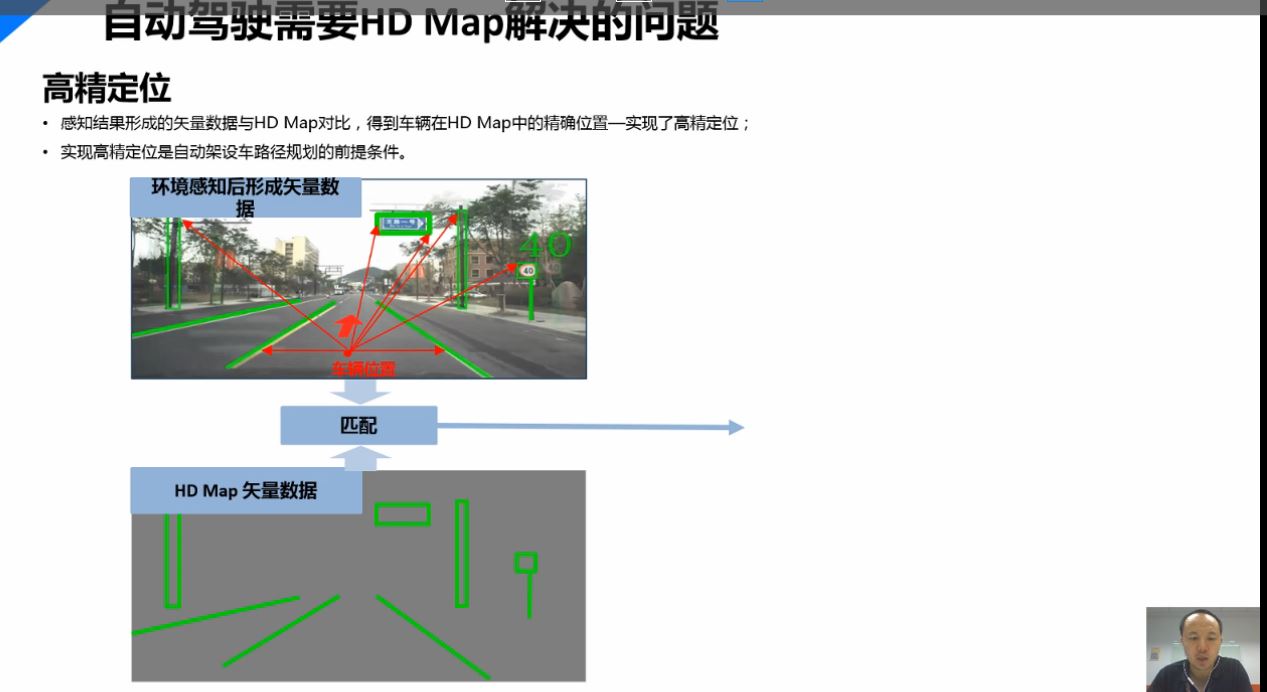 自动驾驶需要HD Map解决的问题
高精定位
• 感知结果形成的矢量数据与HD Map对比，得到车辆在HD Map中的精确位置—实现了高精定位；
• 实现高精定位是自动架设车路径规划的前提条件。
环境感知后形成矢量数
据
40
40
车辆位置
匹配
HD Map 矢量数据